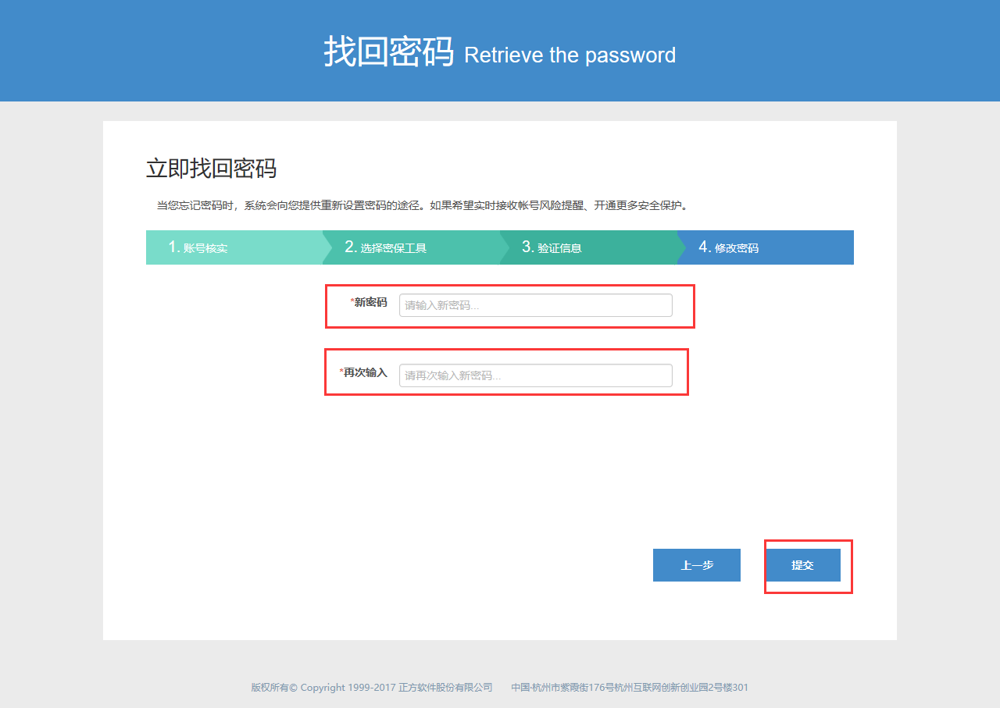 找回密码 Retrieve the password
立即找回密码
当您忘记密码时，系统会向您提供重新设置密码的途径。如果希望实时接收帐号风险提醒、开通更多安全保护。
1. 账号核实 2. 选择密保工具 3. 验证信息 4. 修改密码
*新密码 请输入新密码...
*再次输入 请再次输入新密码...
上一步 提交
版权所有© Copyright 1999-2017 正方软件股份有限公司 中国·杭州市紫霞街176号杭州互联网创新创业园2号楼301